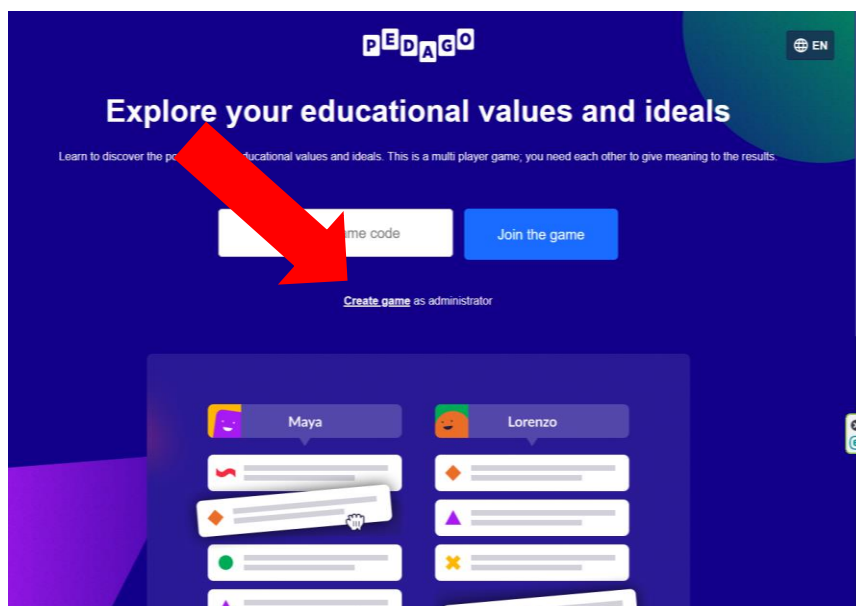 PEDAGO
EN
Explore your educational values and ideals
Learn to discover the ucational values and ideals. This is a multi player game; you need each other to give meaning to the results.
me code
Join the game
Create game as administrator
Maya
Lorenzo